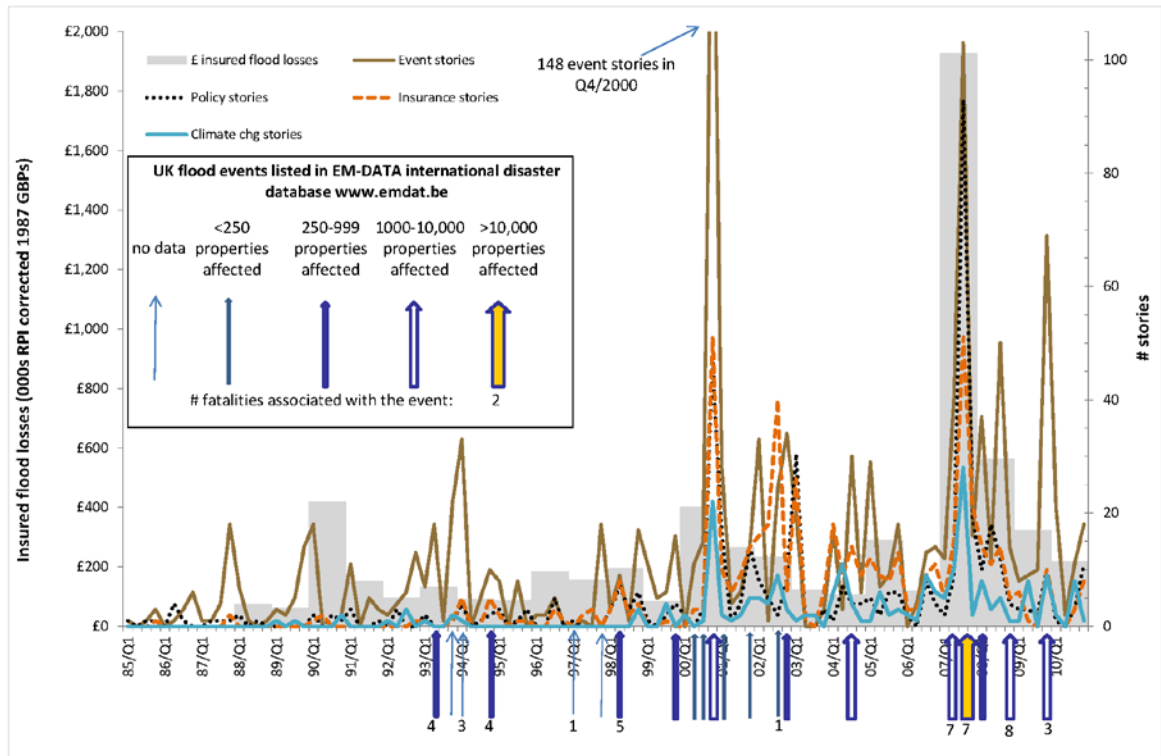 £2,000
£1,800
£1,600
£1,400
£1,200
£1,000
£800
£600
£400
£200
£0
Insured flood losses (000s RPI corrected 1987 GBPs)
£ insured flood losses
Event stories
Policy stories
Insurance stories
Climate chg stories
148 event stories in
Q4/2000
UK flood events listed in EM-DATA international disaster
database www.emdat.be
no data
<250
properties
affected
250-999
properties
affected
1000-10,000
properties
affected
>10,000
properties
affected
# fatalities associated with the event: 2
100
80
60
40
20
0
# stories
85/Q1
86/Q1
87/Q1
88/Q1
89/Q1
90/Q1
91/Q1
92/Q1
93/Q1
94/Q1
95/Q1
96/Q1
97/Q1
98/Q1
99/Q1
00/Q1
02/Q1
03/Q1
04/Q1
05/Q1
06/Q1
07/Q1
09/Q1
10/Q1
4 3 4 1 5 1 7 7 8 3